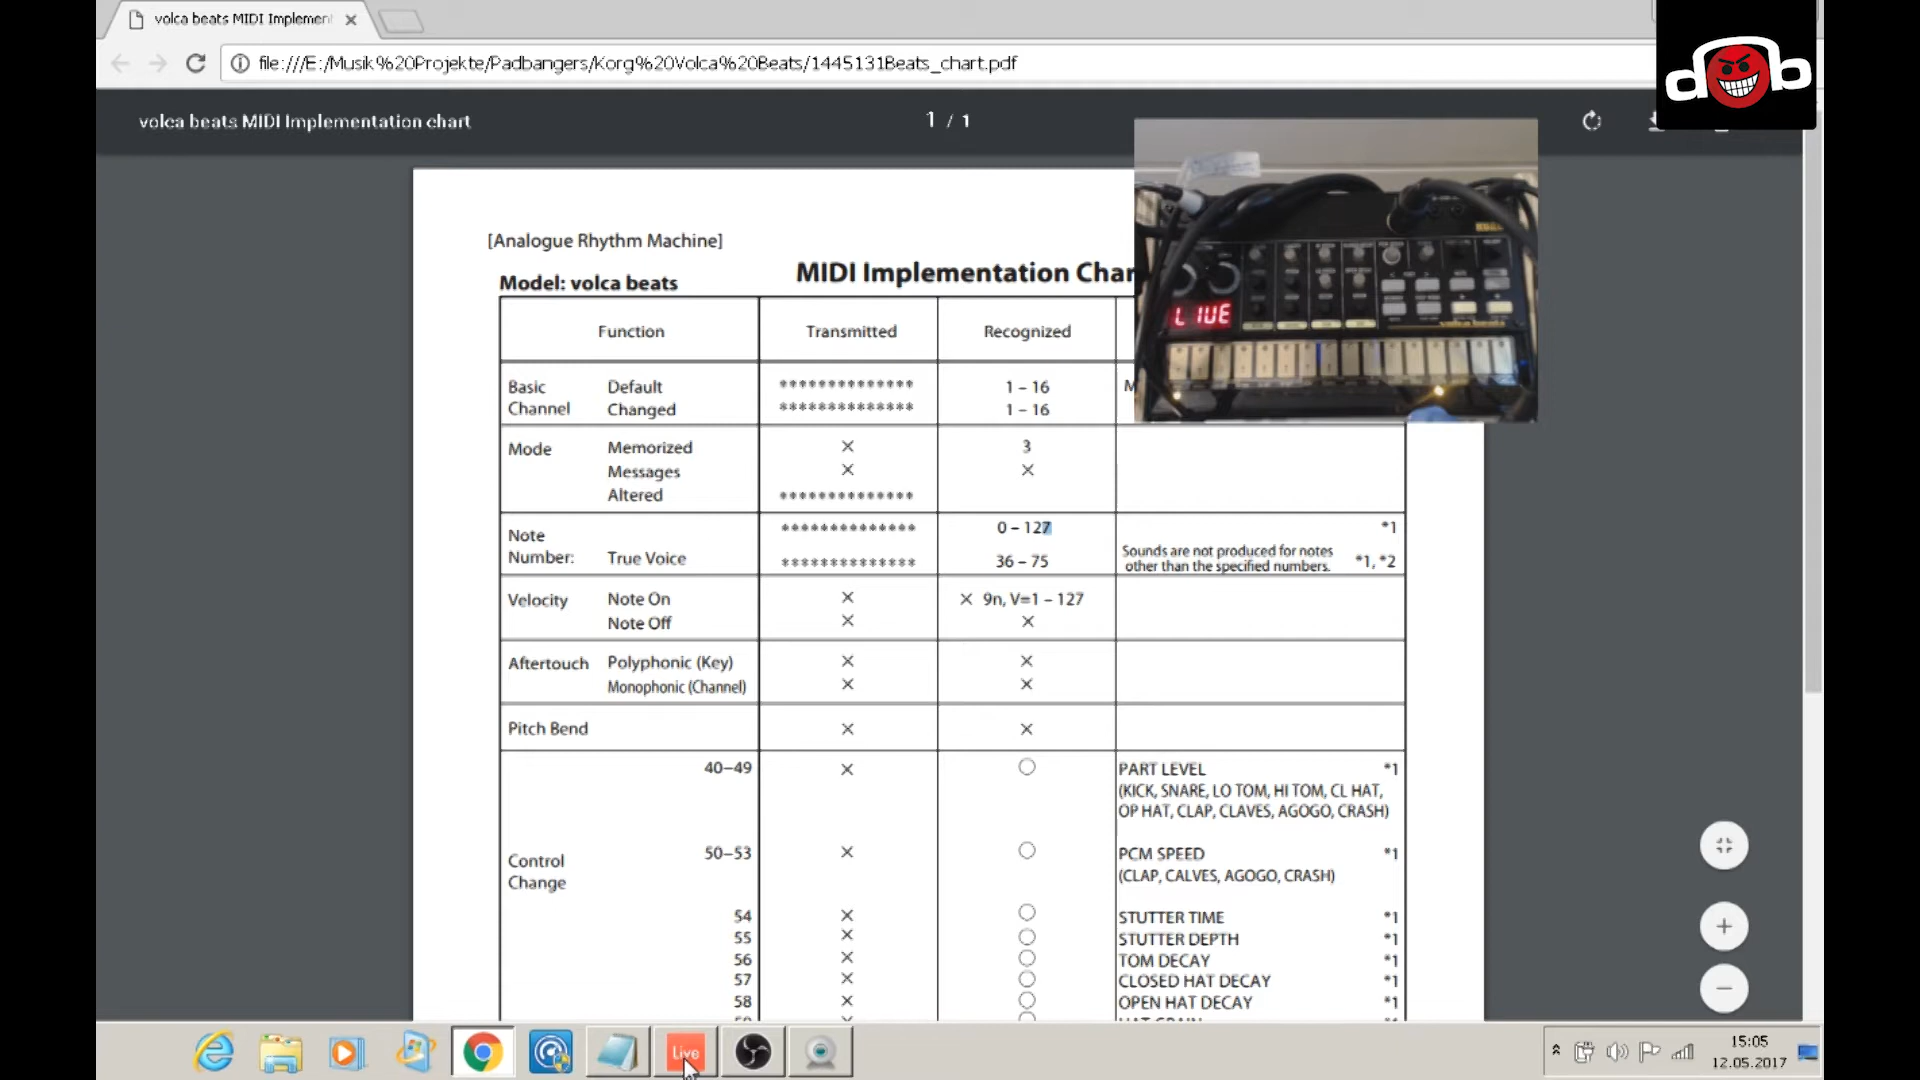 volca beats MIDI Implement
file:///E:/Musik%20Projekte/Padbangers/Korg%20Volca%20Beats/1445131Beats_chart.pdf
dob
volca beats MIDI Implementation chart
1 / 1
[Analogue Rhythm Machine]
Model: volca beats MIDI Implementation Char
LIVE
Function Transmitted Recognized
Basic Default ************** 1 – 16 M
Channel Changed ************** 1 – 16
Mode Memorized × 3
Messages × ×
Altered **************
Note ************** 0 – 127 *1
Number: True Voice ************** 36 – 75 Sounds are not produced for notes other than the specified numbers. *1, *2
Velocity Note On × × 9n, V=1 – 127
Note Off × ×
Aftertouch Polyphonic (Key) × ×
Monophonic (Channel) × ×
Pitch Bend × ×
Control Change
40–49 × ○ PART LEVEL *1
(KICK, SNARE, LO TOM, HI TOM, CL HAT,
OP HAT, CLAP, CLAVES, AGOGO, CRASH)
50–53 × ○ PCM SPEED *1
(CLAP, CALVES, AGOGO, CRASH)
54 × ○ STUTTER TIME *1
55 × ○ STUTTER DEPTH *1
56 × ○ TOM DECAY *1
57 × ○ CLOSED HAT DECAY *1
58 × ○ OPEN HAT DECAY *1
Live
15:05
12.05.2017